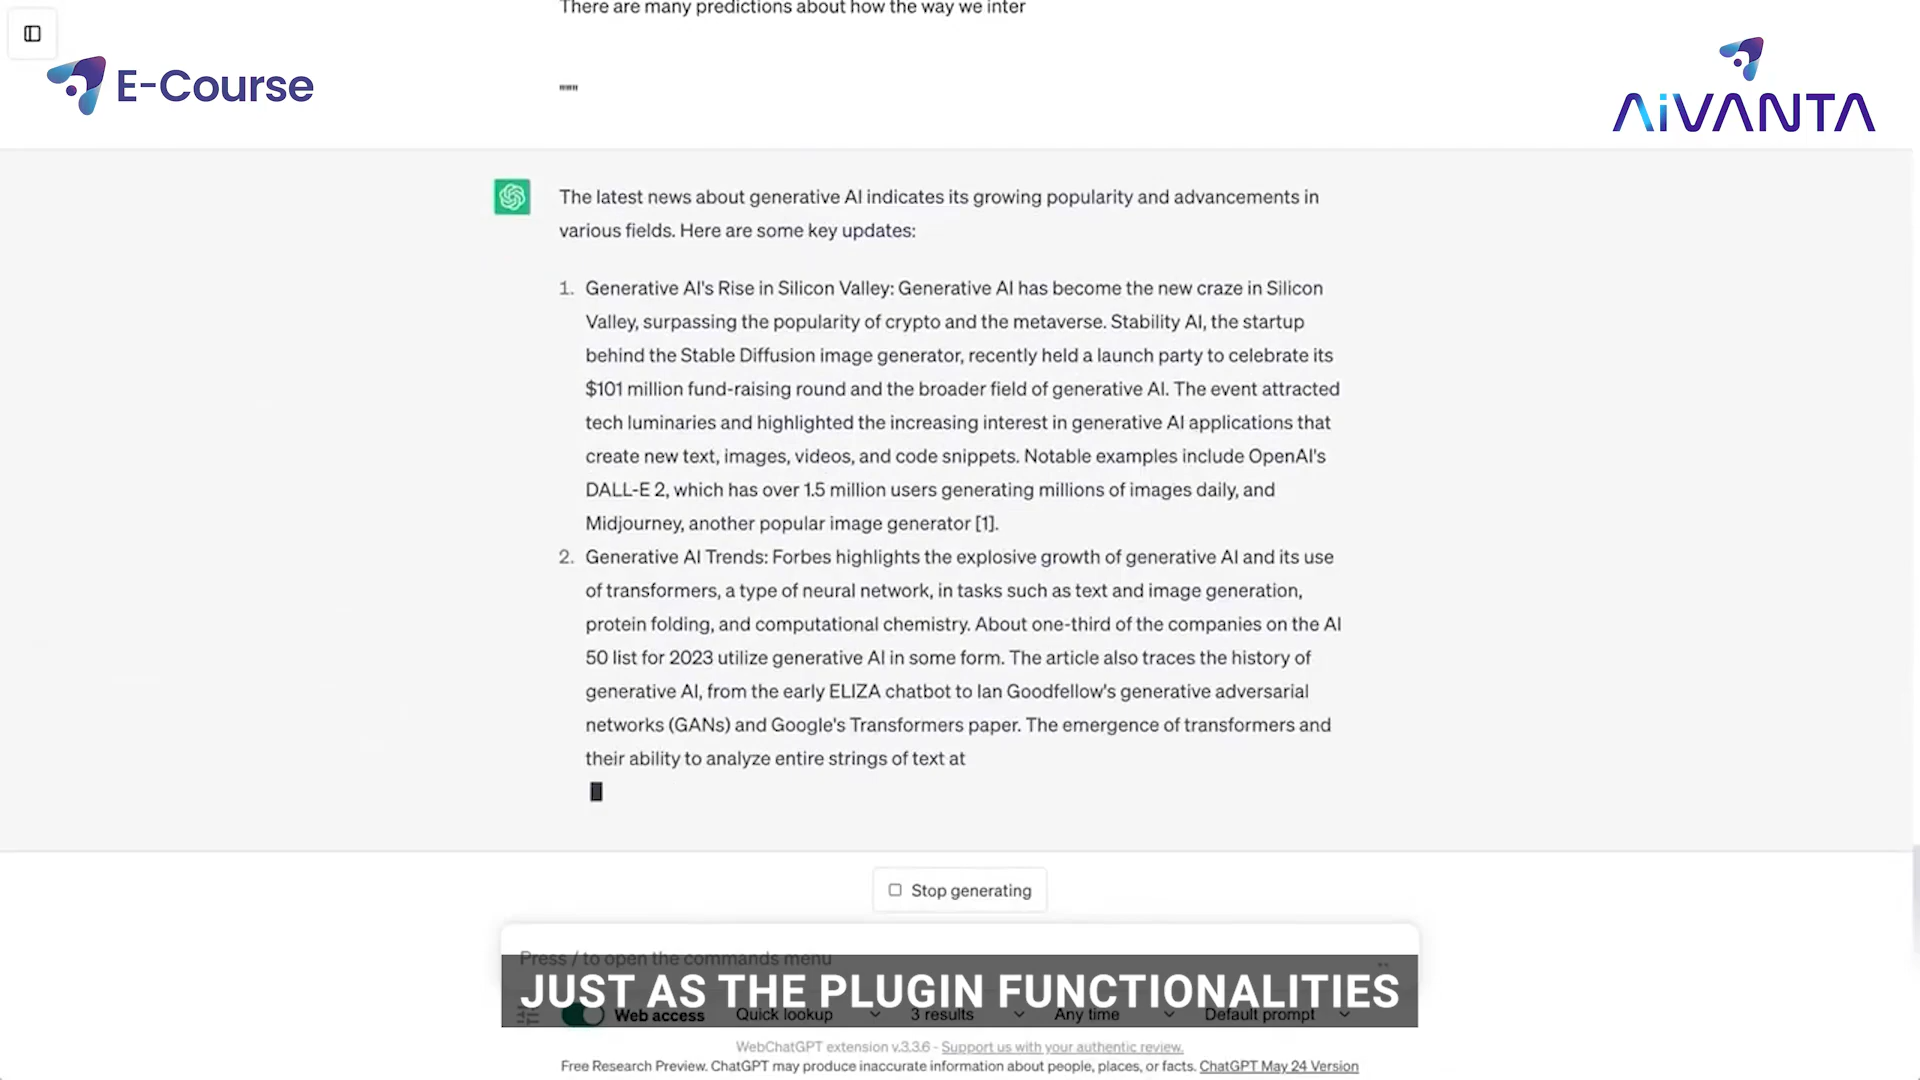 There are many predictions about how the way we inter
E-Course
AiVANTA
"""
The latest news about generative AI indicates its growing popularity and advancements in
various fields. Here are some key updates:
1. Generative AI's Rise in Silicon Valley: Generative AI has become the new craze in Silicon
Valley, surpassing the popularity of crypto and the metaverse. Stability AI, the startup
behind the Stable Diffusion image generator, recently held a launch party to celebrate its
$101 million fund-raising round and the broader field of generative AI. The event attracted
tech luminaries and highlighted the increasing interest in generative AI applications that
create new text, images, videos, and code snippets. Notable examples include OpenAI's
DALL-E 2, which has over 1.5 million users generating millions of images daily, and
Midjourney, another popular image generator [1].
2. Generative AI Trends: Forbes highlights the explosive growth of generative AI and its use
of transformers, a type of neural network, in tasks such as text and image generation,
protein folding, and computational chemistry. About one-third of the companies on the AI
50 list for 2023 utilize generative AI in some form. The article also traces the history of
generative AI, from the early ELIZA chatbot to Ian Goodfellow's generative adversarial
networks (GANs) and Google's Transformers paper. The emergence of transformers and
their ability to analyze entire strings of text at
Stop generating
Press / to open the commands menu
JUST AS THE PLUGIN FUNCTIONALITIES
Web access Quick lookup 3 results Any time Default prompt
WebChatGPT extension v.3.3.6 - Support us with your authentic review.
Free Research Preview. ChatGPT may produce inaccurate information about people, places, or facts. ChatGPT May 24 Version